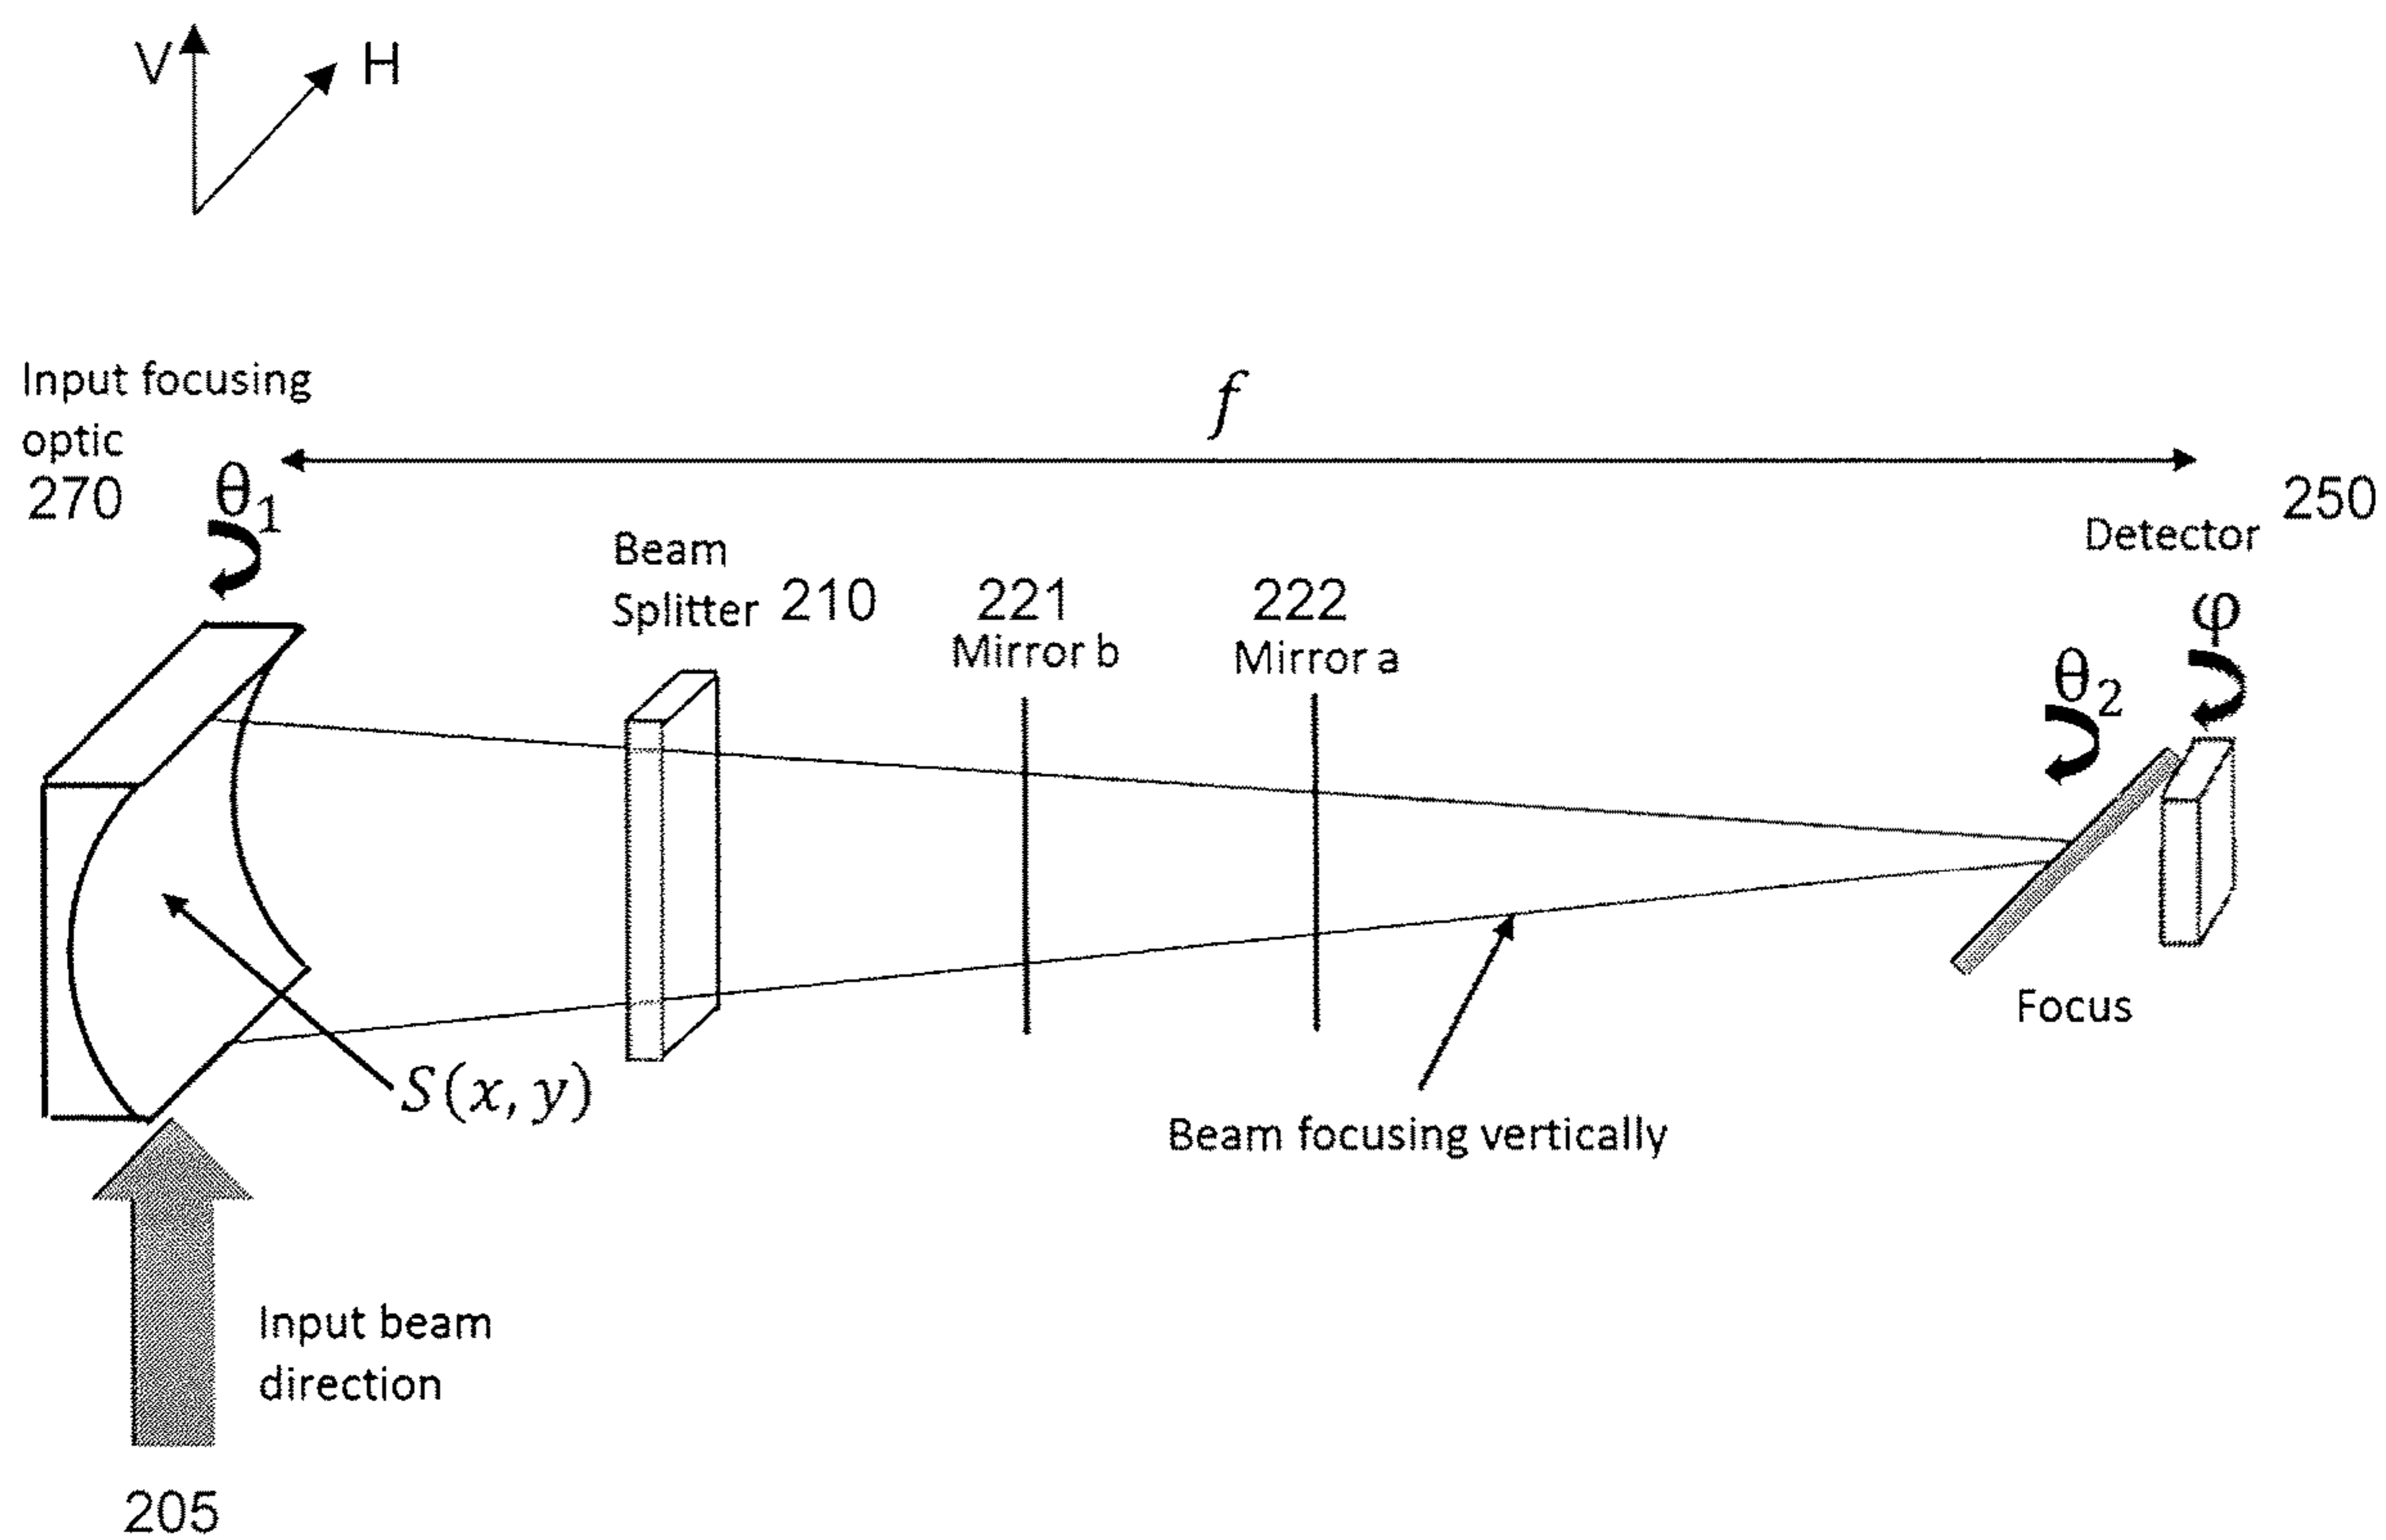 V
H
Input focusing
optic
270
θ1
f
250
Detector
φ
Beam
Splitter 210
221
Mirror b
222
Mirror a
θ2
Focus
S(x, y)
Beam focusing vertically
Input beam
direction
205